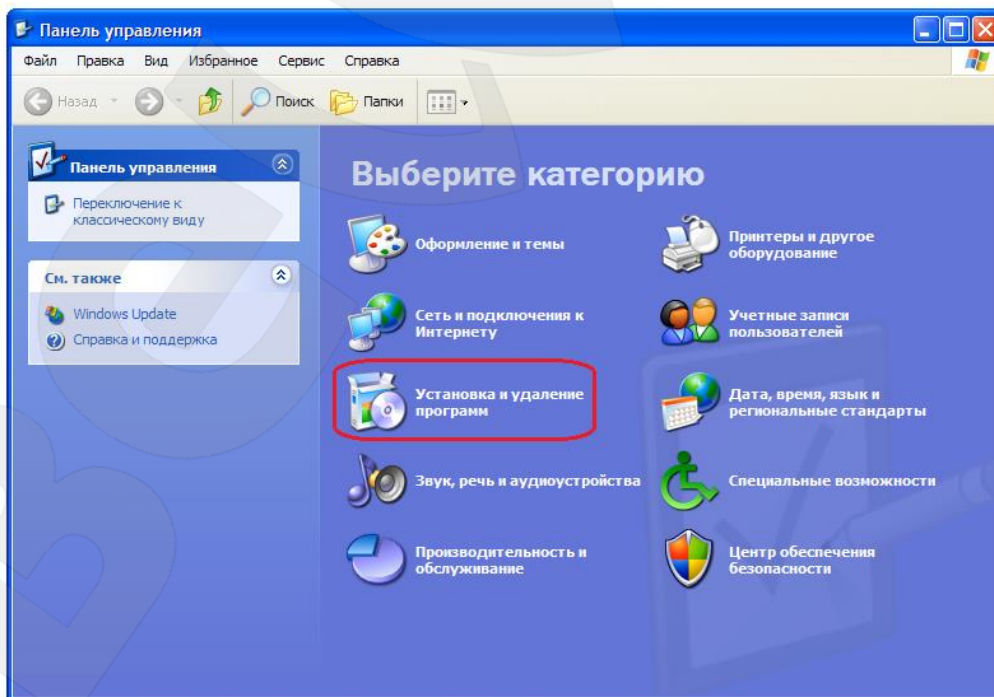 Панель управления
Файл Правка Вид Избранное Сервис Справка
Назад Поиск Папки
Панель управления
Переключение к
классическому виду
См. также
Windows Update
Справка и поддержка
Выберите категорию
Оформление и темы
Принтеры и другое
оборудование
Сеть и подключения к
Интернету
Учетные записи
пользователей
Установка и удаление
программ
Дата, время, язык и
региональные стандарты
Звук, речь и аудиоустройства
Специальные возможности
Производительность и
обслуживание
Центр обеспечения
безопасности